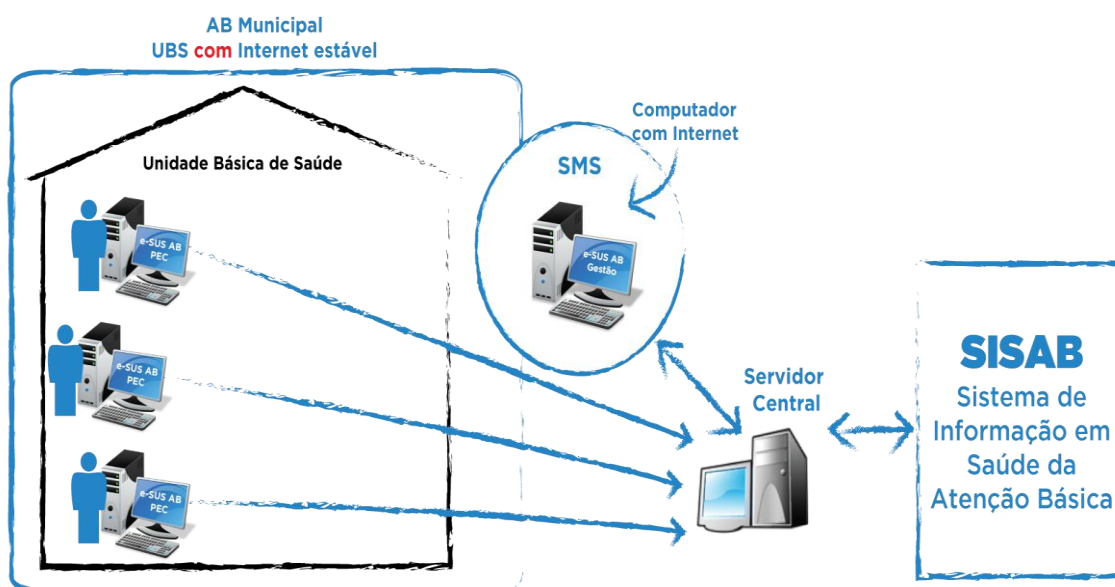 AB Municipal
UBS com Internet estável
Unidade Básica de Saúde
e-SUS AB
PEC
e-SUS AB
PEC
e-SUS AB
PEC
Computador
com Internet
SMS
e-SUS AB
Gestão
Servidor
Central
SISAB
Sistema de
Informação em
Saúde da
Atenção Básica